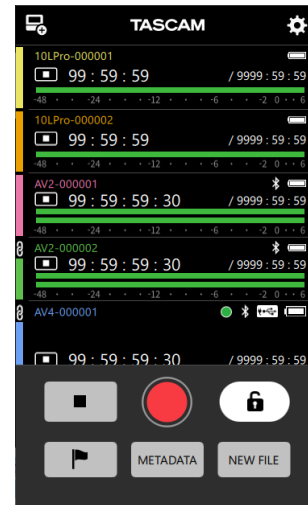 TASCAM
10LPro-000001
99 : 59 : 59 / 9999 : 59 : 59
-48 -24 -12 -6 -2 0 6
10LPro-000002
99 : 59 : 59 / 9999 : 59 : 59
-48 -24 -12 -6 -2 0 6
AV2-000001
99 : 59 : 59 : 30 / 9999 : 59 : 59
-48 -24 -12 -6 -2 0 6
AV2-000002
99 : 59 : 59 : 30 / 9999 : 59 : 59
-48 -24 -12 -6 -2 0 6
AV4-000001
99 : 59 : 59 : 30 / 9999 : 59 : 59
METADATA
NEW FILE